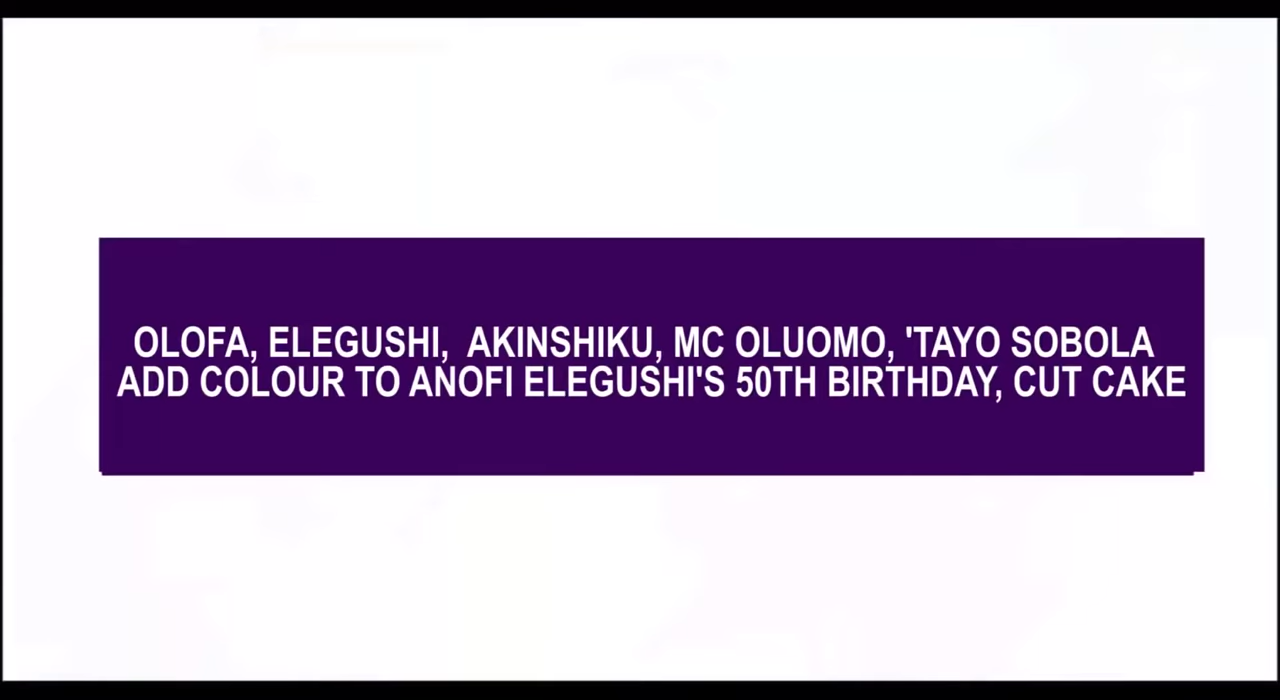 OLOFA, ELEGUSHI,  AKINSHIKU, MC OLUOMO, 'TAYO SOBOLA
ADD COLOUR TO ANOFI ELEGUSHI'S 50TH BIRTHDAY, CUT CAKE